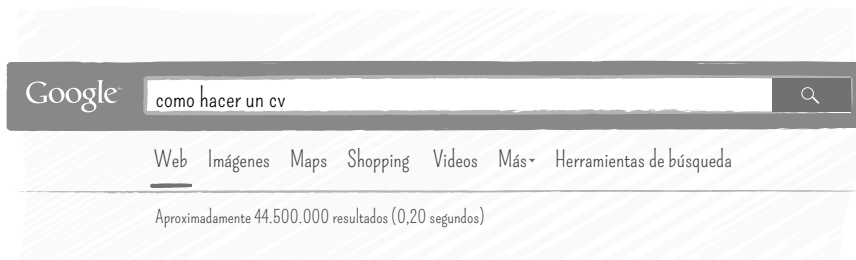 Google™
como hacer un cv
Web Imágenes Maps Shopping Videos Más Herramientas de búsqueda
Aproximadamente 44.500.000 resultados (0,20 segundos)